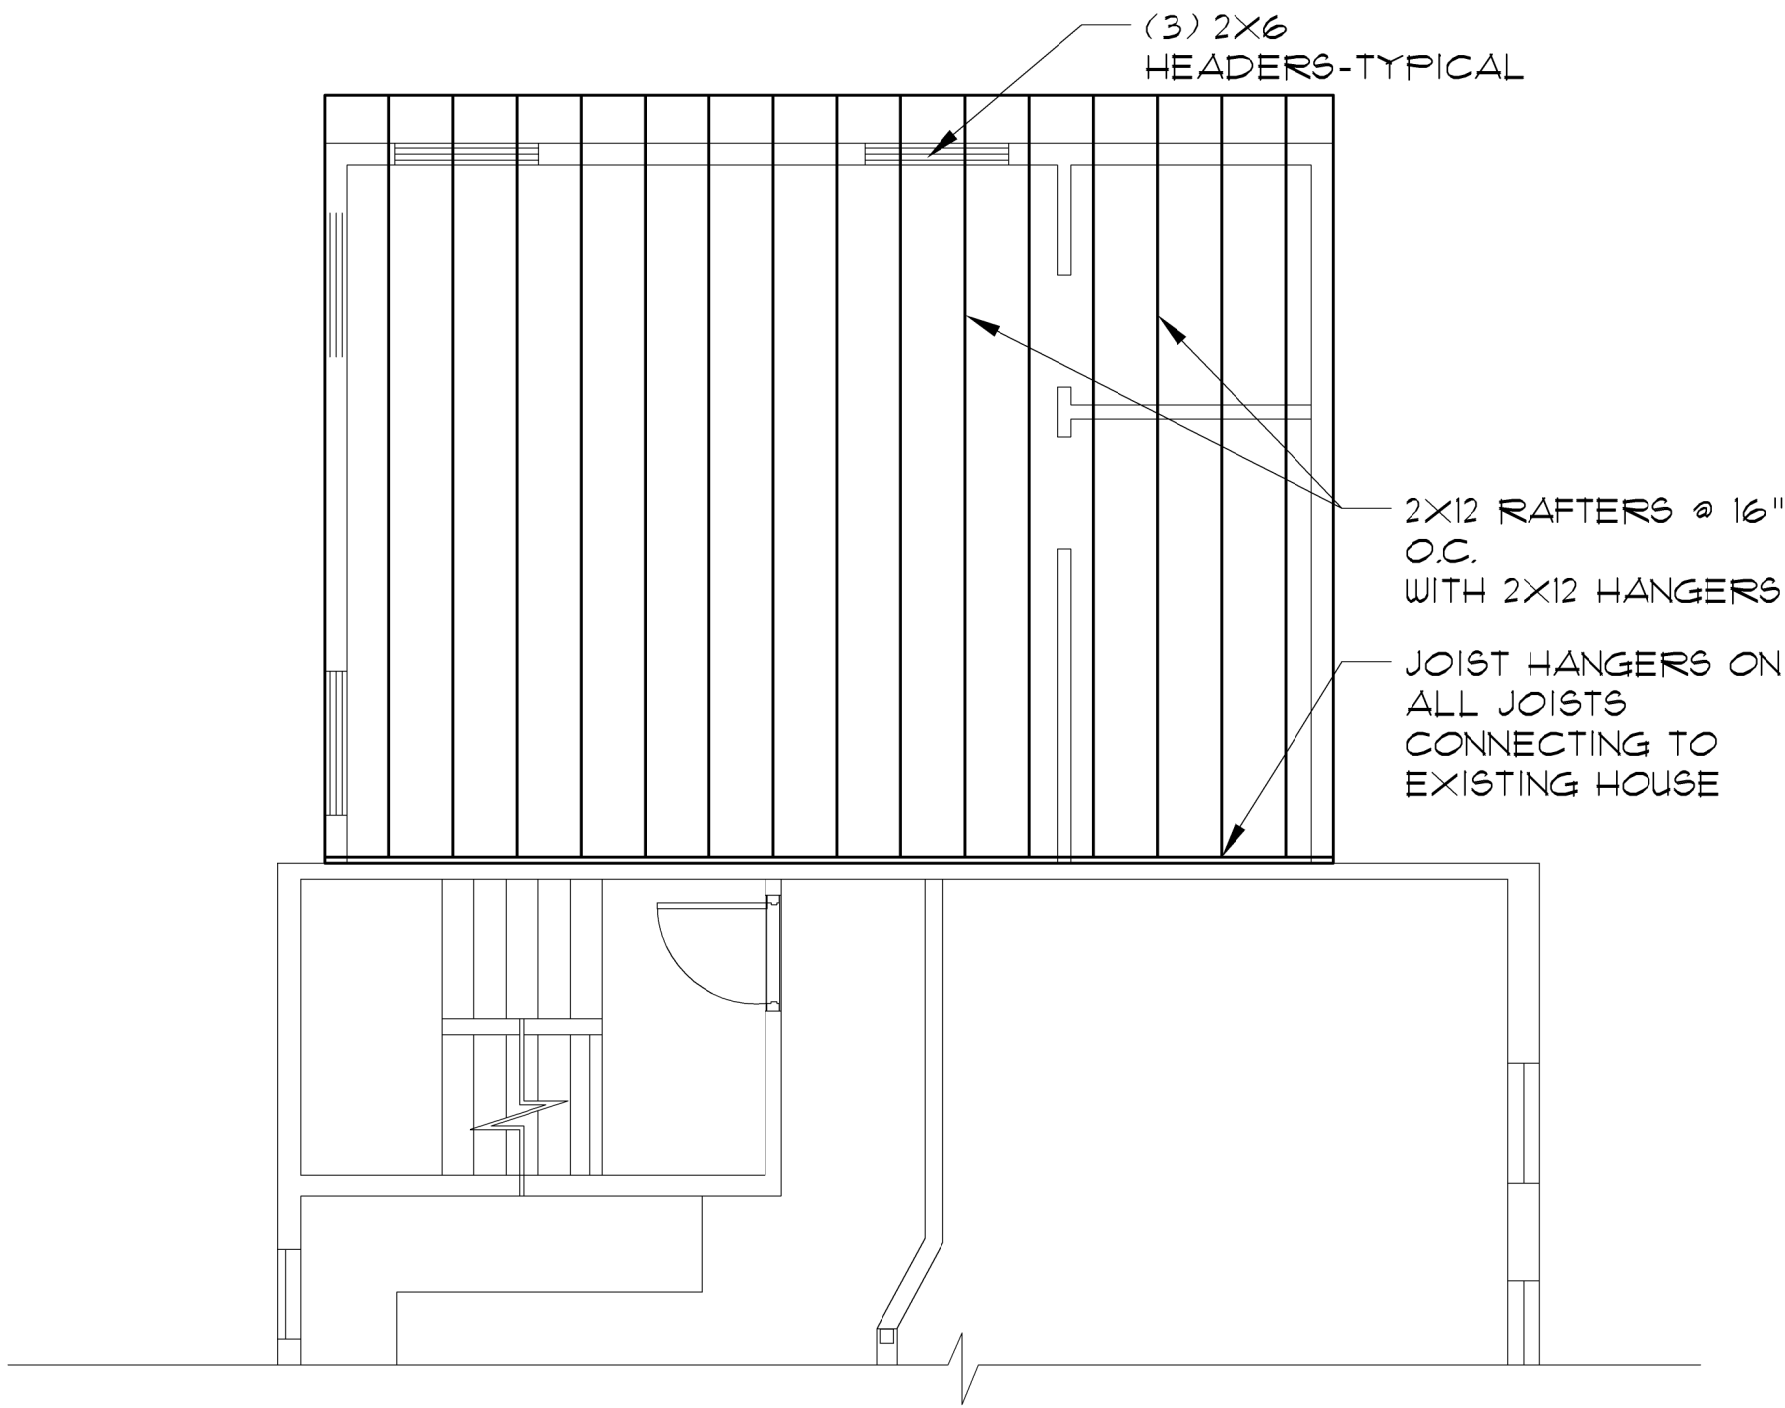 (3) 2X6
HEADERS-TYPICAL
2X12 RAFTERS @ 16"
O.C.
WITH 2X12 HANGERS
JOIST HANGERS ON
ALL JOISTS
CONNECTING TO
EXISTING HOUSE